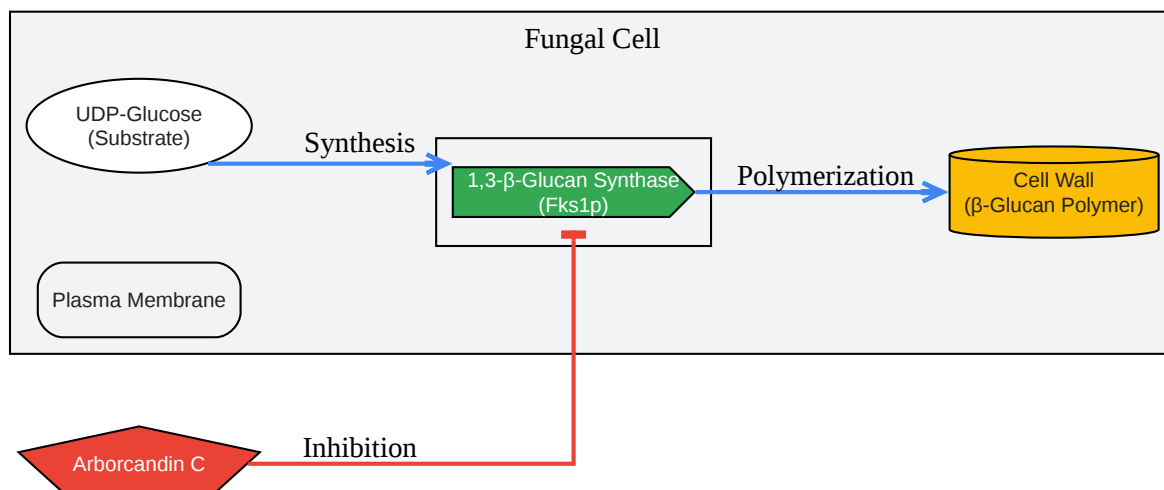 Fungal Cell
UDP-Glucose
(Substrate)
Synthesis
1,3-β-Glucan Synthase
(Fks1p)
Polymerization
Cell Wall
(β-Glucan Polymer)
Plasma Membrane
Arborcandin C
Inhibition